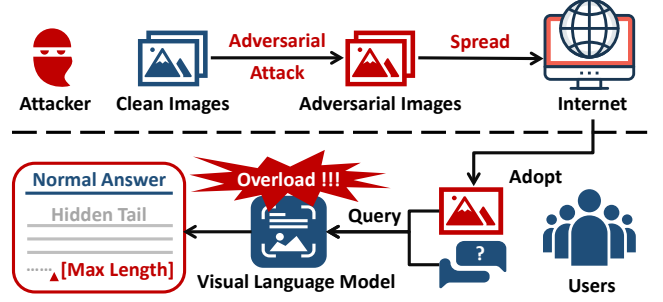 Adversarial
Attack
Spread
Attacker
Clean Images
Adversarial Images
Internet
Normal Answer
Hidden Tail
......
[Max Length]
Overload !!!
Visual Language Model
Query
Adopt
?
Users